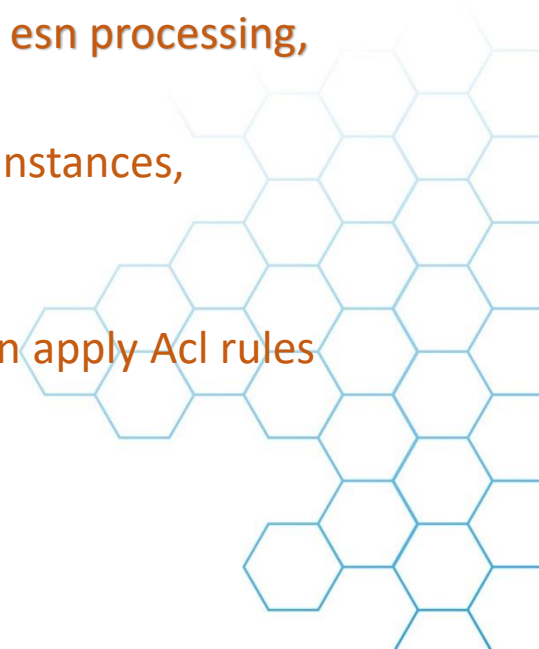 esn processing,
nstances,
n apply Acl rules